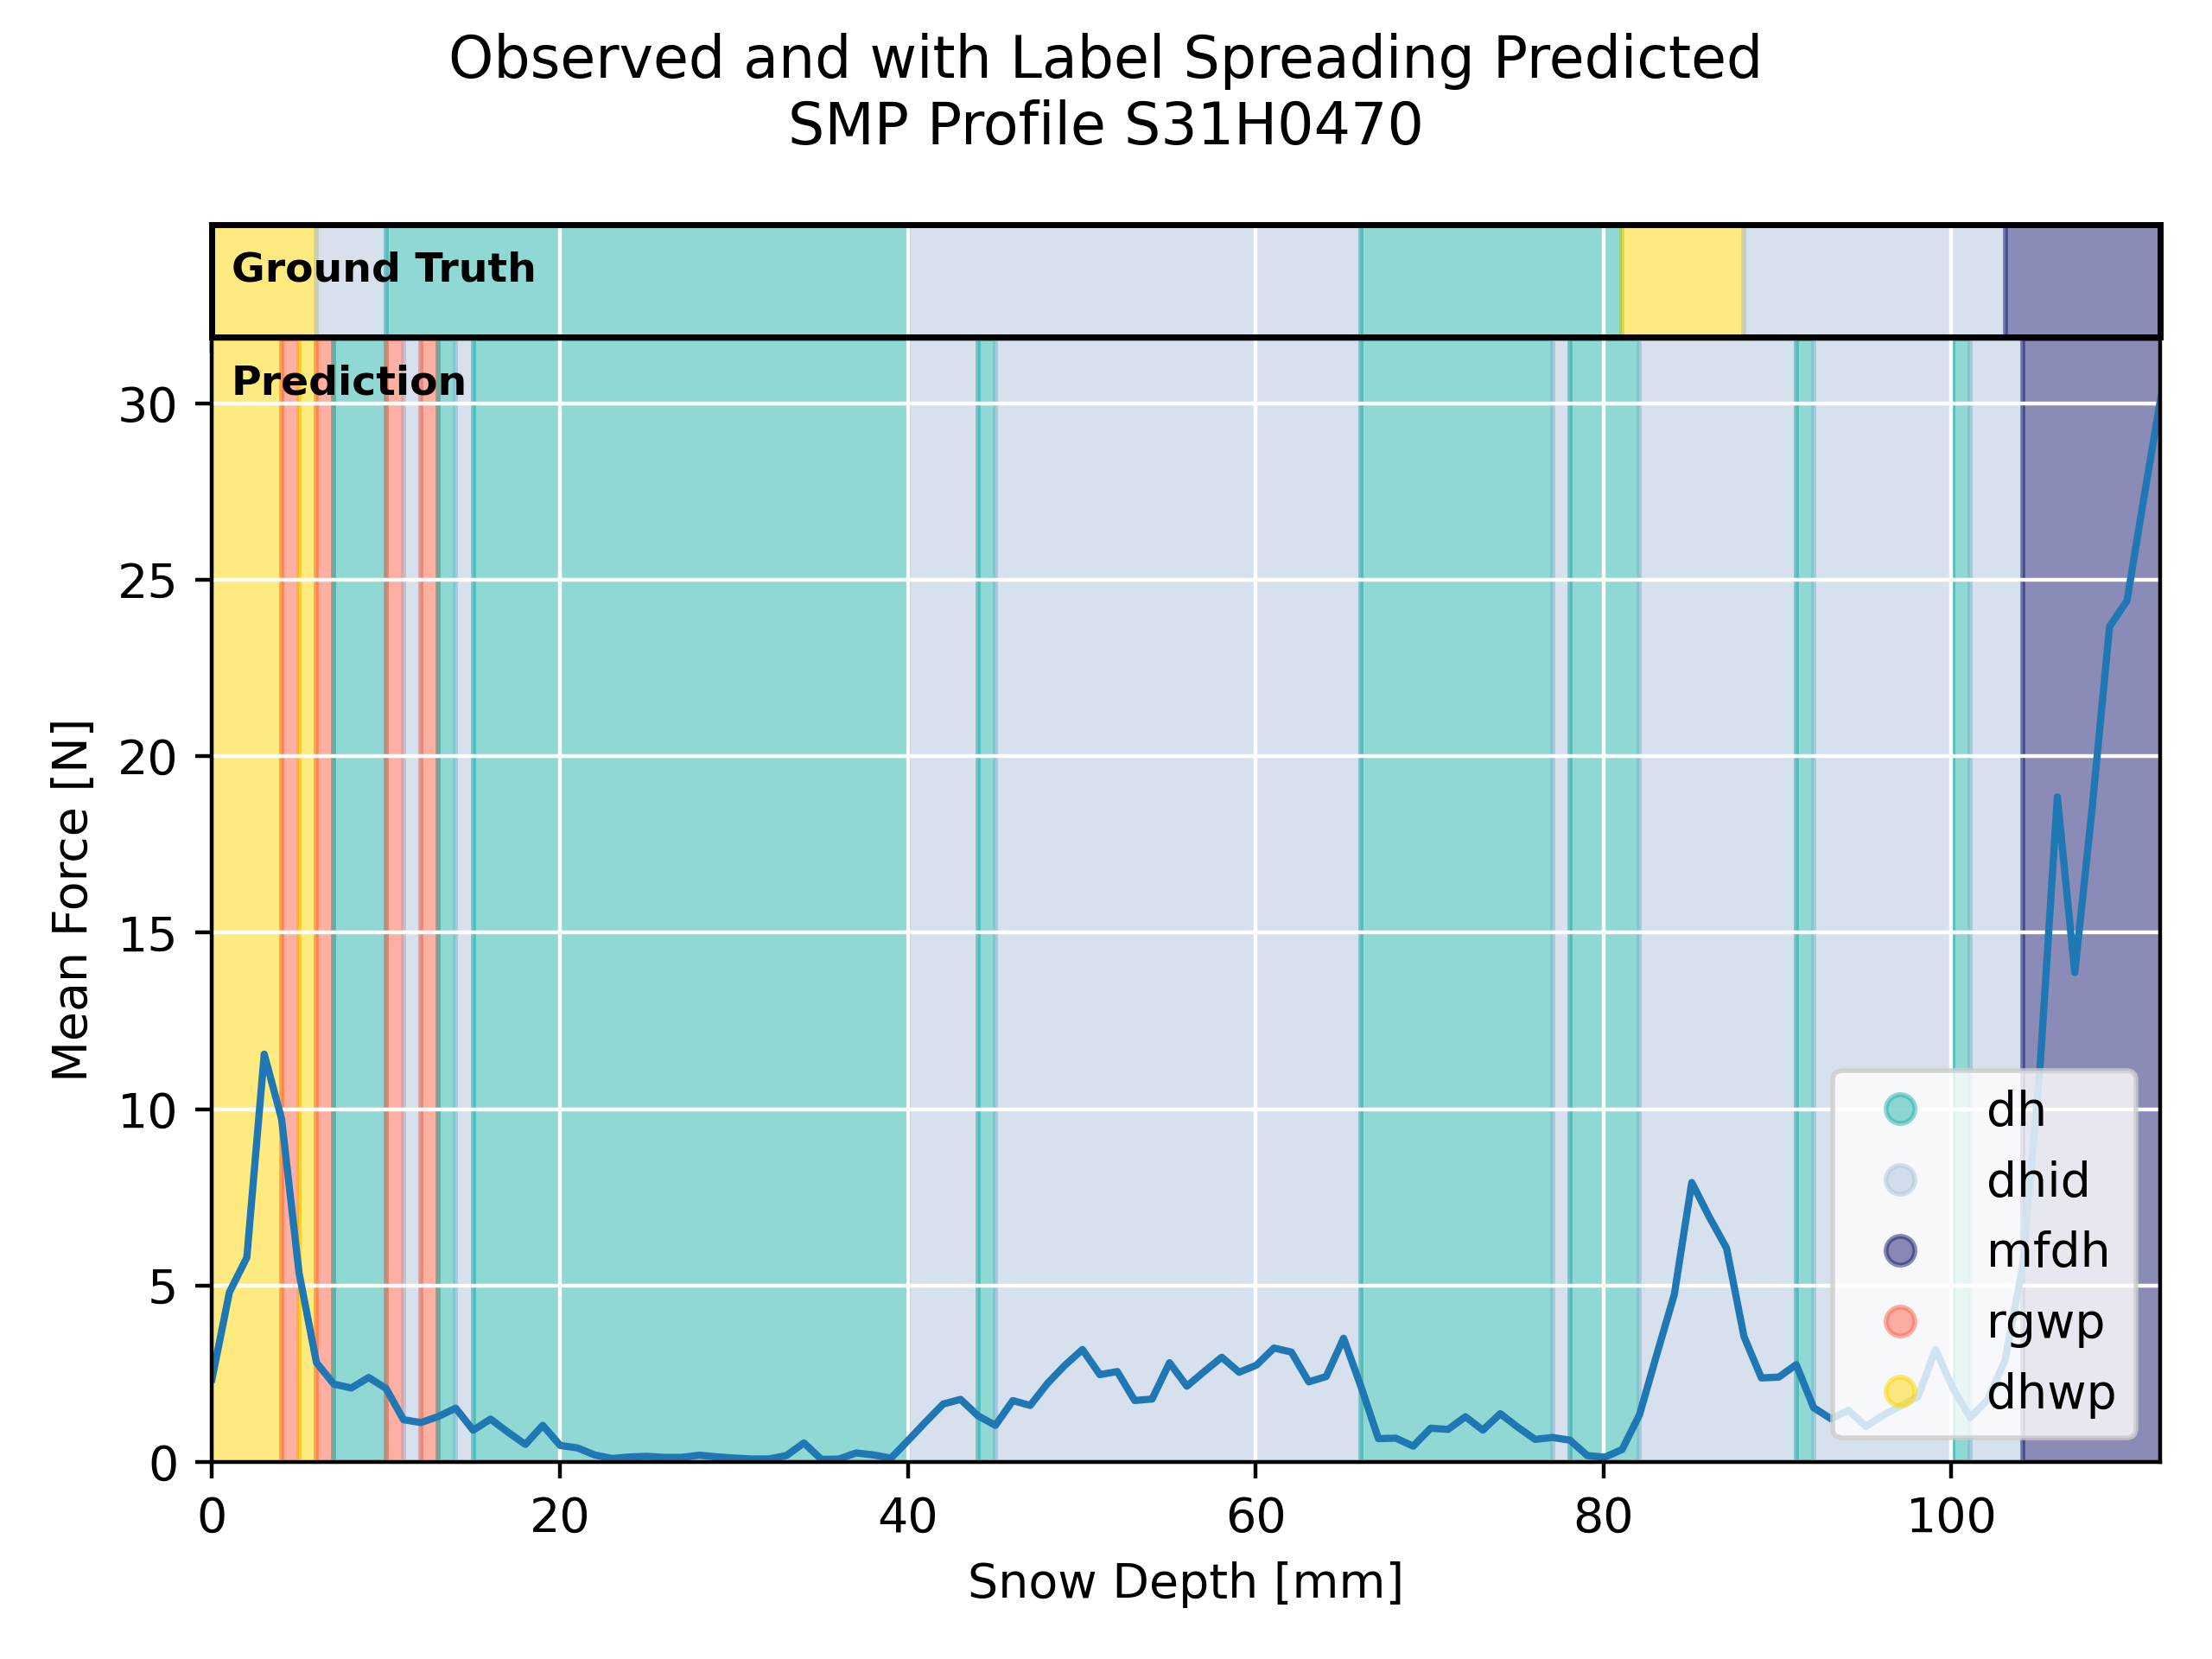 Observed and with Label Spreading Predicted
SMP Profile S31H0470
Ground Truth
Prediction
30
25
20
15
10
5
0
Mean Force [N]
dh
dhid
mfdh
rgwp
dhwp
0 20 40 60 80 100
Snow Depth [mm]